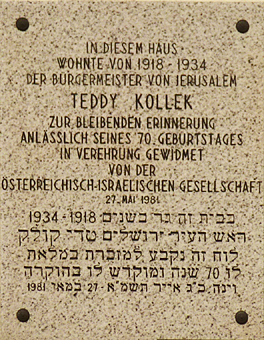 IN DIESEM HAUS
WOHNTE VON 1918 - 1934
DER BÜRGERMEISTER VON JERUSALEM
TEDDY KOLLEK
ZUR BLEIBENDEN ERINNERUNG
ANLÄSSLICH SEINES 70. GEBURTSTAGES
IN VEREHRUNG GEWIDMET
VON DER
ÖSTERREICHISCH-ISRAELISCHEN GESELLSCHAFT
27. MAI 1981
בבית זה גר בשנים 1918 - 1934
ראש העיר ירושלים טדי קולק
לוח זה נקבע למזכרת במלאת
לו 70 שנה ומוקדש לו בהוקרה
וינה כ״ג אייר תשמ״א - 27 במאי 1981